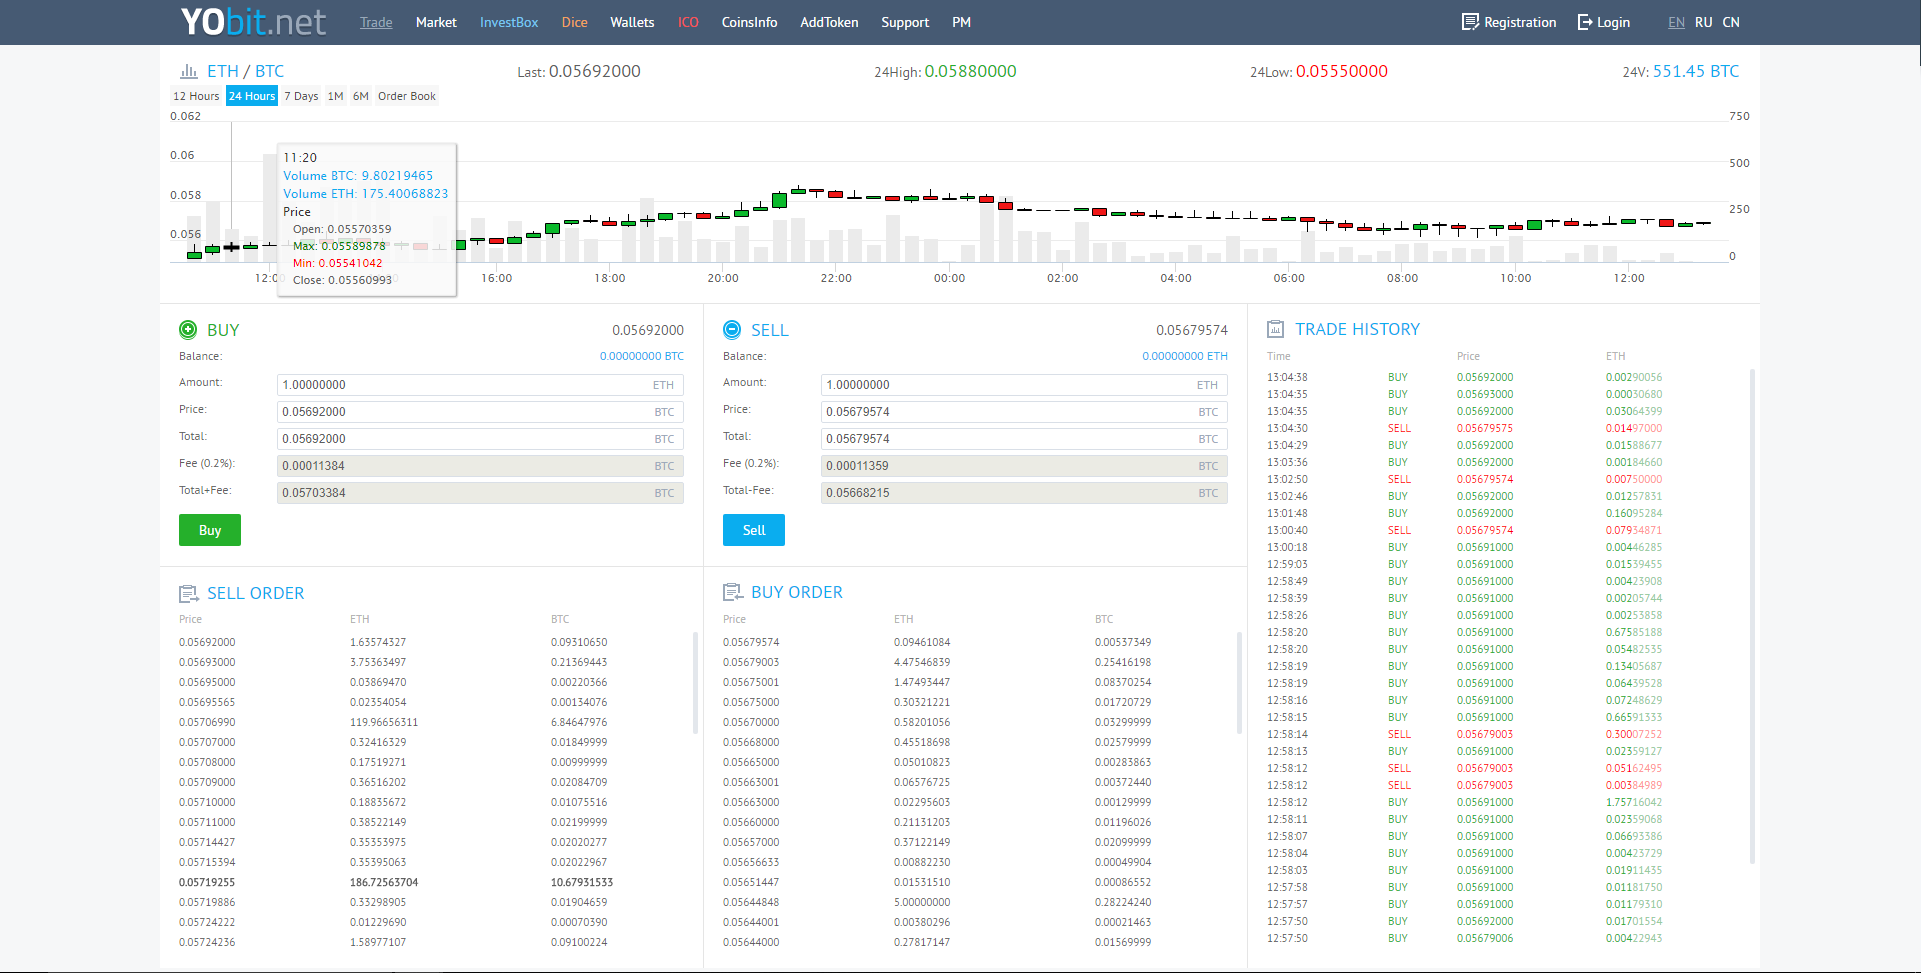 YObit.net Trade Market InvestBox Dice Wallets ICO CoinsInfo AddToken Support PM Registration Login EN RU CN
ETH / BTC Last: 0.05692000 24High: 0.05880000 24Low: 0.05550000 24V: 551.45 BTC
12 Hours 24 Hours 7 Days 1M 6M Order Book
0.062 750
0.06 500
0.058 250
0.056 0
11:20
Volume BTC: 9.80219465
Volume ETH: 175.40068823
Price
Open: 0.05570359
Max: 0.05589878
Min: 0.05541042
Close: 0.05560993
12:00 16:00 18:00 20:00 22:00 00:00 02:00 04:00 06:00 08:00 10:00 12:00
BUY 0.05692000
Balance: 0.00000000 BTC
Amount: 1.00000000 ETH
Price: 0.05692000 BTC
Total: 0.05692000 BTC
Fee (0.2%): 0.00011384 BTC
Total+Fee: 0.05703384 BTC
Buy
SELL 0.05679574
Balance: 0.00000000 ETH
Amount: 1.00000000 ETH
Price: 0.05679574 BTC
Total: 0.05679574 BTC
Fee (0.2%): 0.00011359 BTC
Total-Fee: 0.05668215 BTC
Sell
SELL ORDER
Price ETH BTC
0.05692000 1.63574327 0.09310650
0.05693000 3.75363497 0.21369443
0.05695000 0.03869470 0.00220366
0.05695565 0.02354054 0.00134076
0.05706990 119.96656311 6.84647976
0.05707000 0.32416329 0.01849999
0.05708000 0.17519271 0.00999999
0.05709000 0.36516202 0.02084709
0.05710000 0.18835672 0.01075516
0.05711000 0.38522149 0.02199999
0.05714427 0.35353975 0.02020277
0.05715394 0.35395063 0.02022967
0.05719255 186.72563704 10.67931533
0.05719886 0.33298905 0.01904659
0.05724222 0.01229690 0.00070390
0.05724236 1.58977107 0.09100224
BUY ORDER
Price ETH BTC
0.05679574 0.09461084 0.00537349
0.05679003 4.47546839 0.25416198
0.05675001 1.47493447 0.08370254
0.05675000 0.30321221 0.01720729
0.05670000 0.58201056 0.03299999
0.05668000 0.45518698 0.02579999
0.05665000 0.05010823 0.00283863
0.05663001 0.06576725 0.00372440
0.05663000 0.02295603 0.00129999
0.05660000 0.21131203 0.01196026
0.05657000 0.37122149 0.02099999
0.05656633 0.00882230 0.00049904
0.05651447 0.01531510 0.00086552
0.05644848 5.00000000 0.28224240
0.05644001 0.00380296 0.00021463
0.05644000 0.27817147 0.01569999
TRADE HISTORY
Time Price ETH
13:04:38 BUY 0.05692000 0.00290056
13:04:35 BUY 0.05693000 0.00030680
13:04:35 BUY 0.05692000 0.03064399
13:04:30 SELL 0.05679575 0.01497000
13:04:29 BUY 0.05692000 0.01588677
13:03:36 BUY 0.05692000 0.00184660
13:02:50 SELL 0.05679574 0.00750000
13:02:46 BUY 0.05692000 0.01257831
13:01:48 BUY 0.05692000 0.16095284
13:00:40 SELL 0.05679574 0.07934871
13:00:18 BUY 0.05691000 0.00446285
12:59:03 BUY 0.05691000 0.01539455
12:58:49 BUY 0.05691000 0.00423908
12:58:39 BUY 0.05691000 0.00205744
12:58:26 BUY 0.05691000 0.00253858
12:58:20 BUY 0.05691000 0.67585188
12:58:20 BUY 0.05691000 0.05482535
12:58:19 BUY 0.05691000 0.13405687
12:58:19 BUY 0.05691000 0.06439528
12:58:16 BUY 0.05691000 0.07248629
12:58:15 BUY 0.05691000 0.66591333
12:58:14 SELL 0.05679003 0.30007252
12:58:13 BUY 0.05691000 0.02359127
12:58:12 SELL 0.05679003 0.05162495
12:58:12 SELL 0.05679003 0.00384989
12:58:12 BUY 0.05691000 1.75716042
12:58:11 BUY 0.05691000 0.02359068
12:58:07 BUY 0.05691000 0.06693386
12:58:04 BUY 0.05691000 0.00423729
12:58:03 BUY 0.05691000 0.01911435
12:57:58 BUY 0.05691000 0.01181750
12:57:57 BUY 0.05691000 0.01179310
12:57:50 BUY 0.05692000 0.01701554
12:57:50 BUY 0.05679006 0.00422943